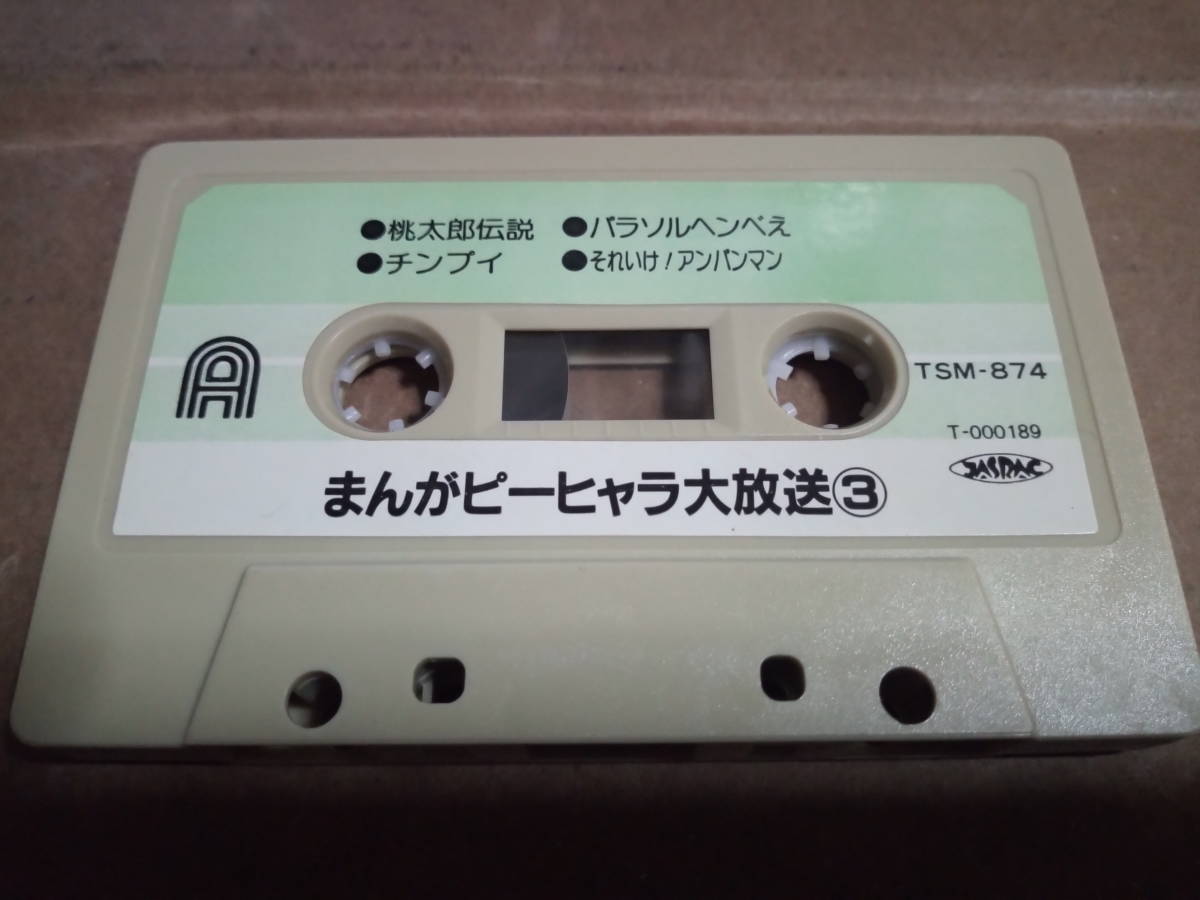 ●桃太郎伝説 ●パラソルヘンべえ
●チンプイ ●それいけ!アンパンマン
A
TSM-874
T-000189
JASRAC
まんがピーヒャラ大放送③